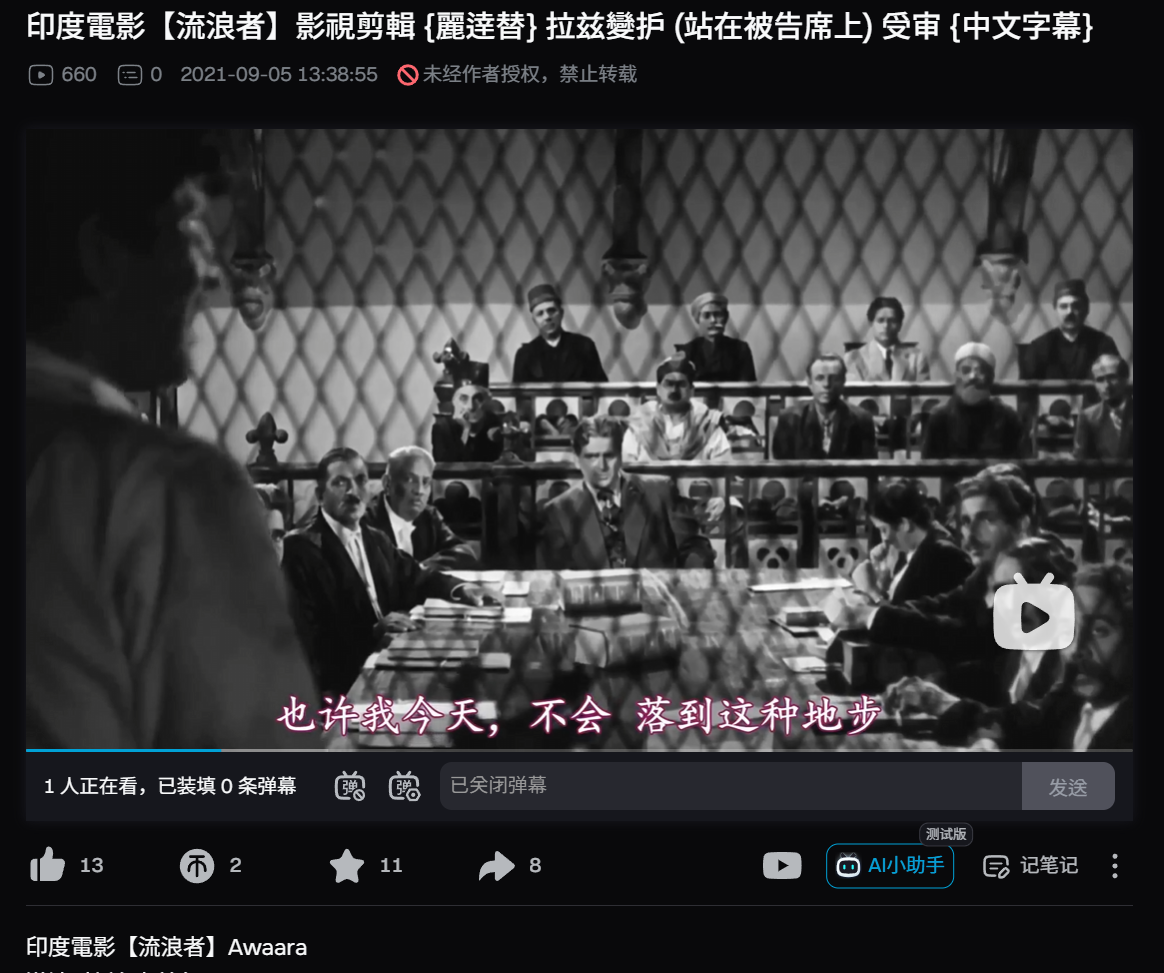 印度電影【流浪者】影視剪輯 {麗達替} 拉兹變护 (站在被告席上) 受审 {中文字幕}
660 0 2021-09-05 13:38:55 未经作者授权，禁止转载
也许我今天，不会 落到这种地步
1 人正在看，已装填 0 条弹幕 弹 弹 已关闭弹幕 发送
测试版
13 2 11 8 AI小助手 记笔记
印度電影【流浪者】Awaara